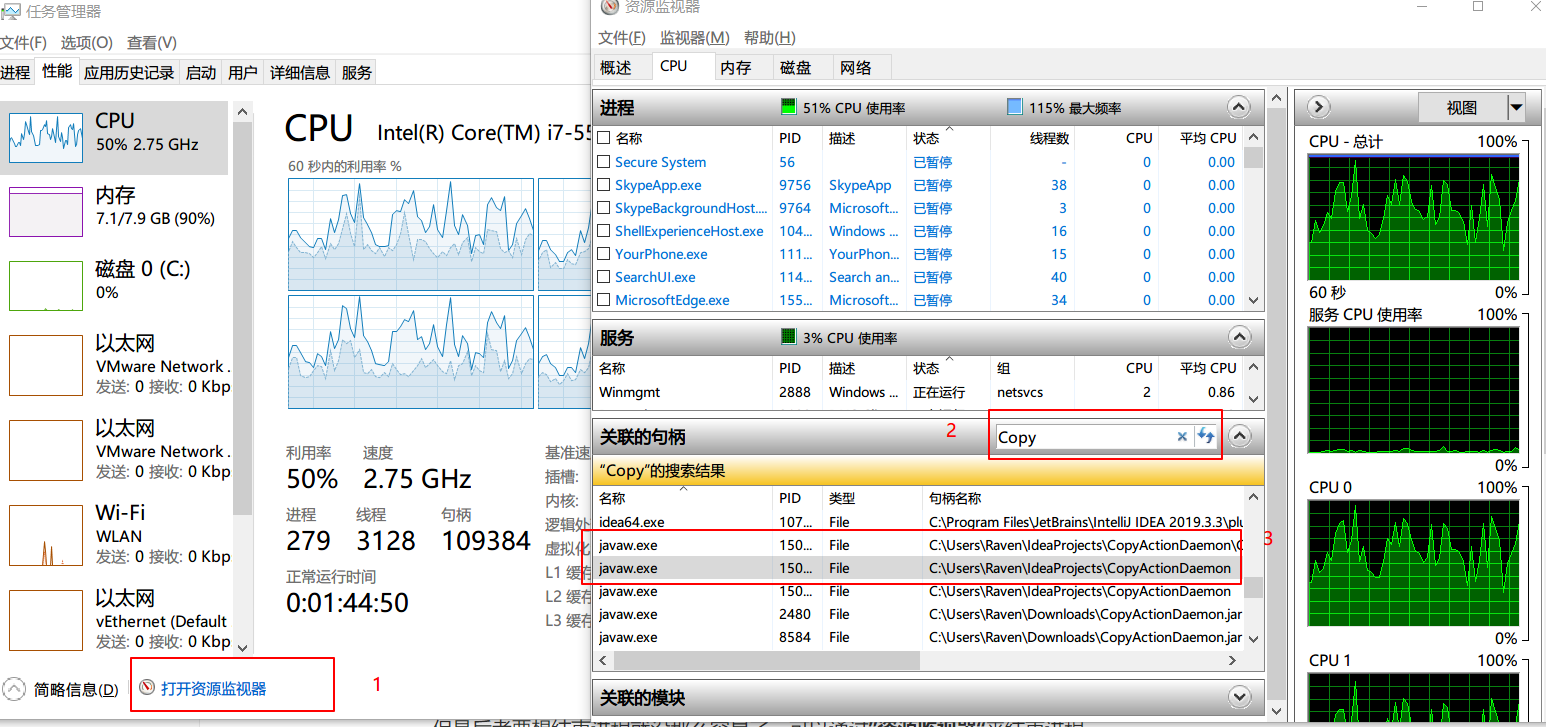 任务管理器
文件(F) 选项(O) 查看(V)
进程 性能 应用历史记录 启动 用户 详细信息 服务
CPU
50% 2.75 GHz
内存
7.1/7.9 GB (90%)
磁盘 0 (C:)
0%
以太网
VMware Network .
发送: 0 接收: 0 Kbp
以太网
VMware Network .
发送: 0 接收: 0 Kbp
Wi-Fi
WLAN
发送: 0 接收: 0 Kbp
以太网
vEthernet (Default
发送: 0 接收: 0 Kbp
简略信息(D)
打开资源监视器
1
CPU Intel(R) Core(TM) i7-55
60 秒内的利用率 %
利用率 速度 基准速
50% 2.75 GHz 插槽:
进程 线程 句柄 内核:
279 3128 109384 逻辑处
虚拟化
正常运行时间 L1 缓存
0:01:44:50 L2 缓存
L3 缓存
资源监视器
文件(F) 监视器(M) 帮助(H)
概述 CPU 内存 磁盘 网络
进程 51% CPU 使用率 115% 最大频率
名称 PID 描述 状态 线程数 CPU 平均 CPU
Secure System 56 已暂停 - 0 0.00
SkypeApp.exe 9756 SkypeApp 已暂停 38 0 0.00
SkypeBackgroundHost.... 9764 Microsoft... 已暂停 3 0 0.00
ShellExperienceHost.exe 104... Windows ... 已暂停 16 0 0.00
YourPhone.exe 111... YourPhon... 已暂停 15 0 0.00
SearchUI.exe 114... Search an... 已暂停 40 0 0.00
MicrosoftEdge.exe 155... Microsoft... 已暂停 34 0 0.00
服务 3% CPU 使用率
名称 PID 描述 状态 组 CPU 平均 CPU
Winmgmt 2888 Windows ... 正在运行 netsvcs 2 0.86
关联的句柄 2 Copy
“Copy”的搜索结果
名称 PID 类型 句柄名称
idea64.exe 107... File C:\Program Files\JetBrains\IntelliJ IDEA 2019.3.3\plu
javaw.exe 150... File C:\Users\Raven\IdeaProjects\CopyActionDaemon\C
3
javaw.exe 150... File C:\Users\Raven\IdeaProjects\CopyActionDaemon
javaw.exe 150... File C:\Users\Raven\IdeaProjects\CopyActionDaemon
javaw.exe 2480 File C:\Users\Raven\Downloads\CopyActionDaemon.jar
javaw.exe 8584 File C:\Users\Raven\Downloads\CopyActionDaemon.jar
关联的模块
视图
CPU - 总计 100%
60 秒 0%
服务 CPU 使用率 100%
0%
CPU 0 100%
0%
CPU 1 100%